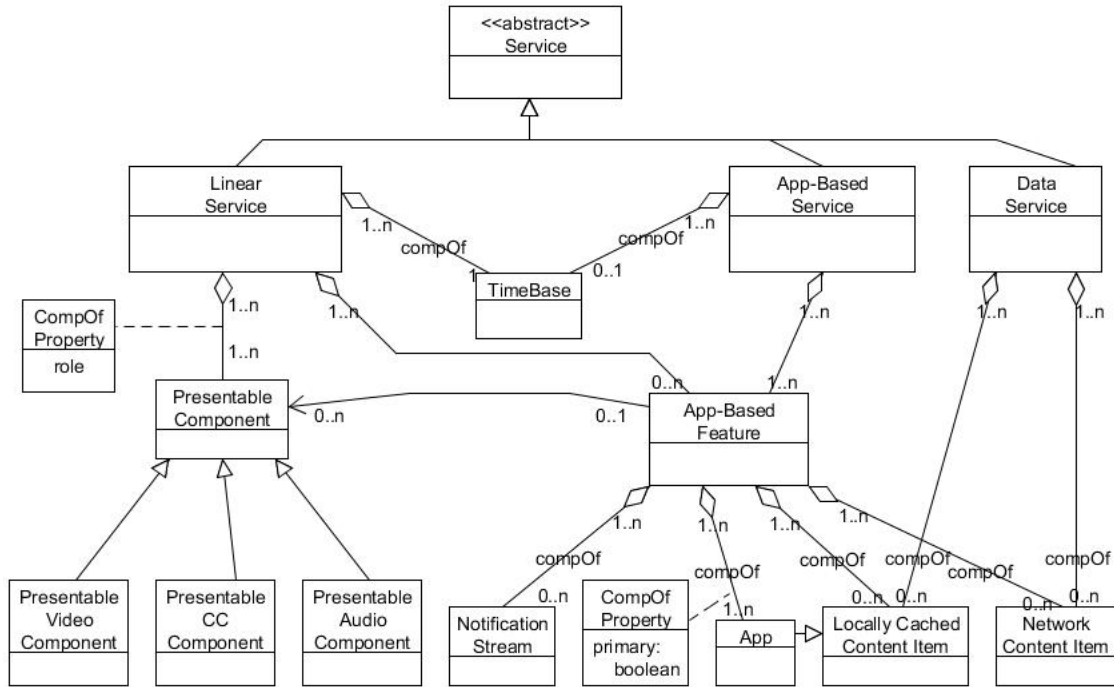 <<abstract>>
Service
Linear
Service
App-Based
Service
Data
Service
1..n
compOf
1
1..n
compOf
0..1
TimeBase
1..n
1..n
1..n
1..n
1..n
CompOf
Property
role
1..n
1..n
0..n
1..n
Presentable
Component
0..n
0..1
App-Based
Feature
1..n
1..n
1..n
1..n
compOf
compOf
compOf
compOf
compOf
compOf
Presentable
Video
Component
Presentable
CC
Component
Presentable
Audio
Component
0..n
Notification
Stream
CompOf
Property
primary:
boolean
1..n
App
0..n
0..n
Locally Cached
Content Item
0..n
0..n
Network
Content Item